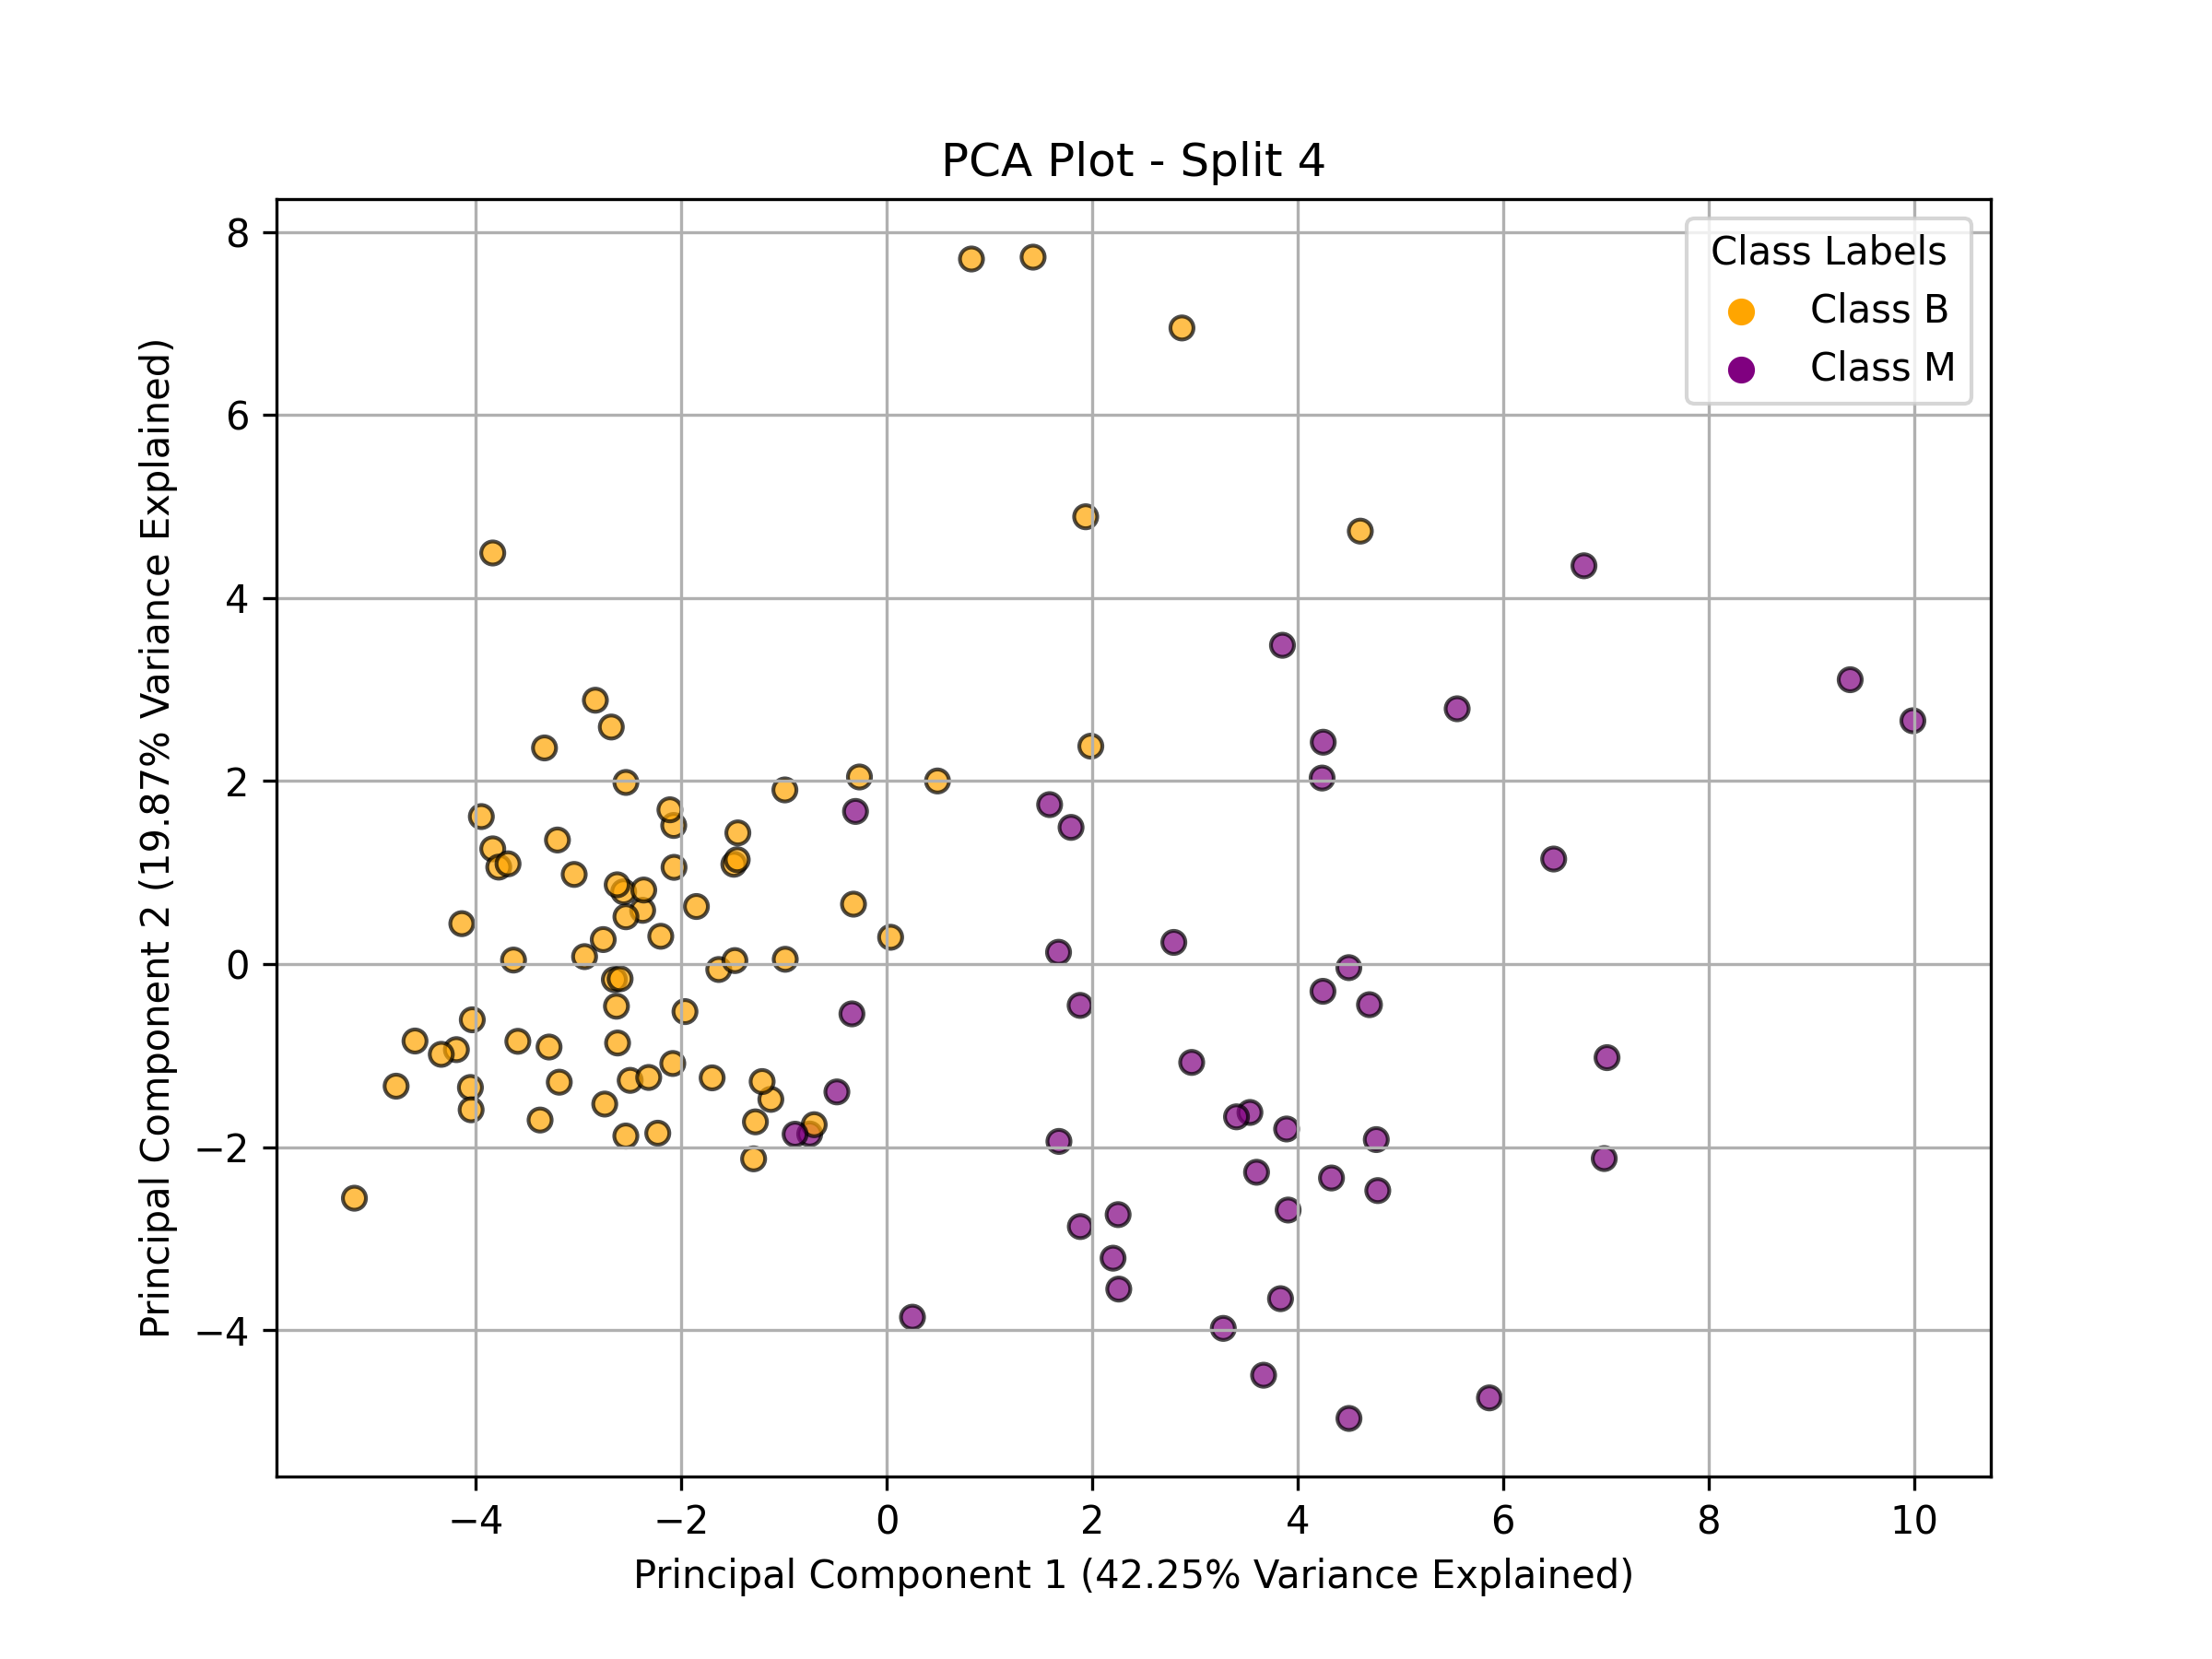 PCA Plot - Split 4
Class Labels
Class B
Class M
8
6
4
2
0
−2
−4
Principal Component 2 (19.87% Variance Explained)
−4 −2 0 2 4 6 8 10
Principal Component 1 (42.25% Variance Explained)